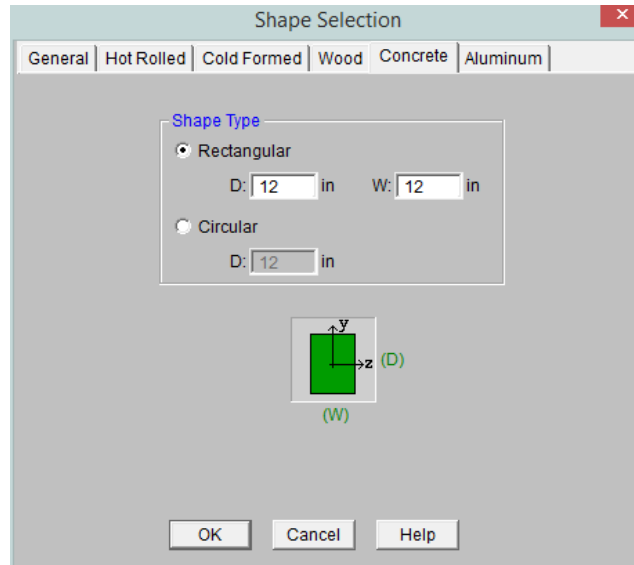 Shape Selection
×
General Hot Rolled Cold Formed Wood Concrete Aluminum
Shape Type
Rectangular
D: 12 in W: 12 in
Circular
D: 12 in
y
z (D)
(W)
OK Cancel Help